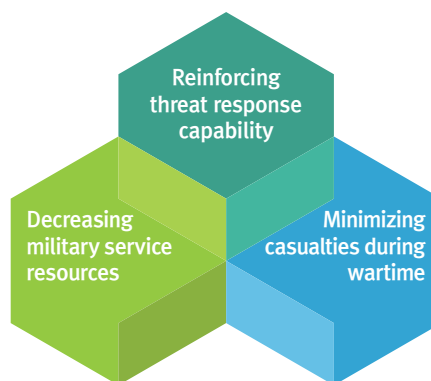 Reinforcing
threat response
capability
Decreasing
military service
resources
Minimizing
casualties during
wartime